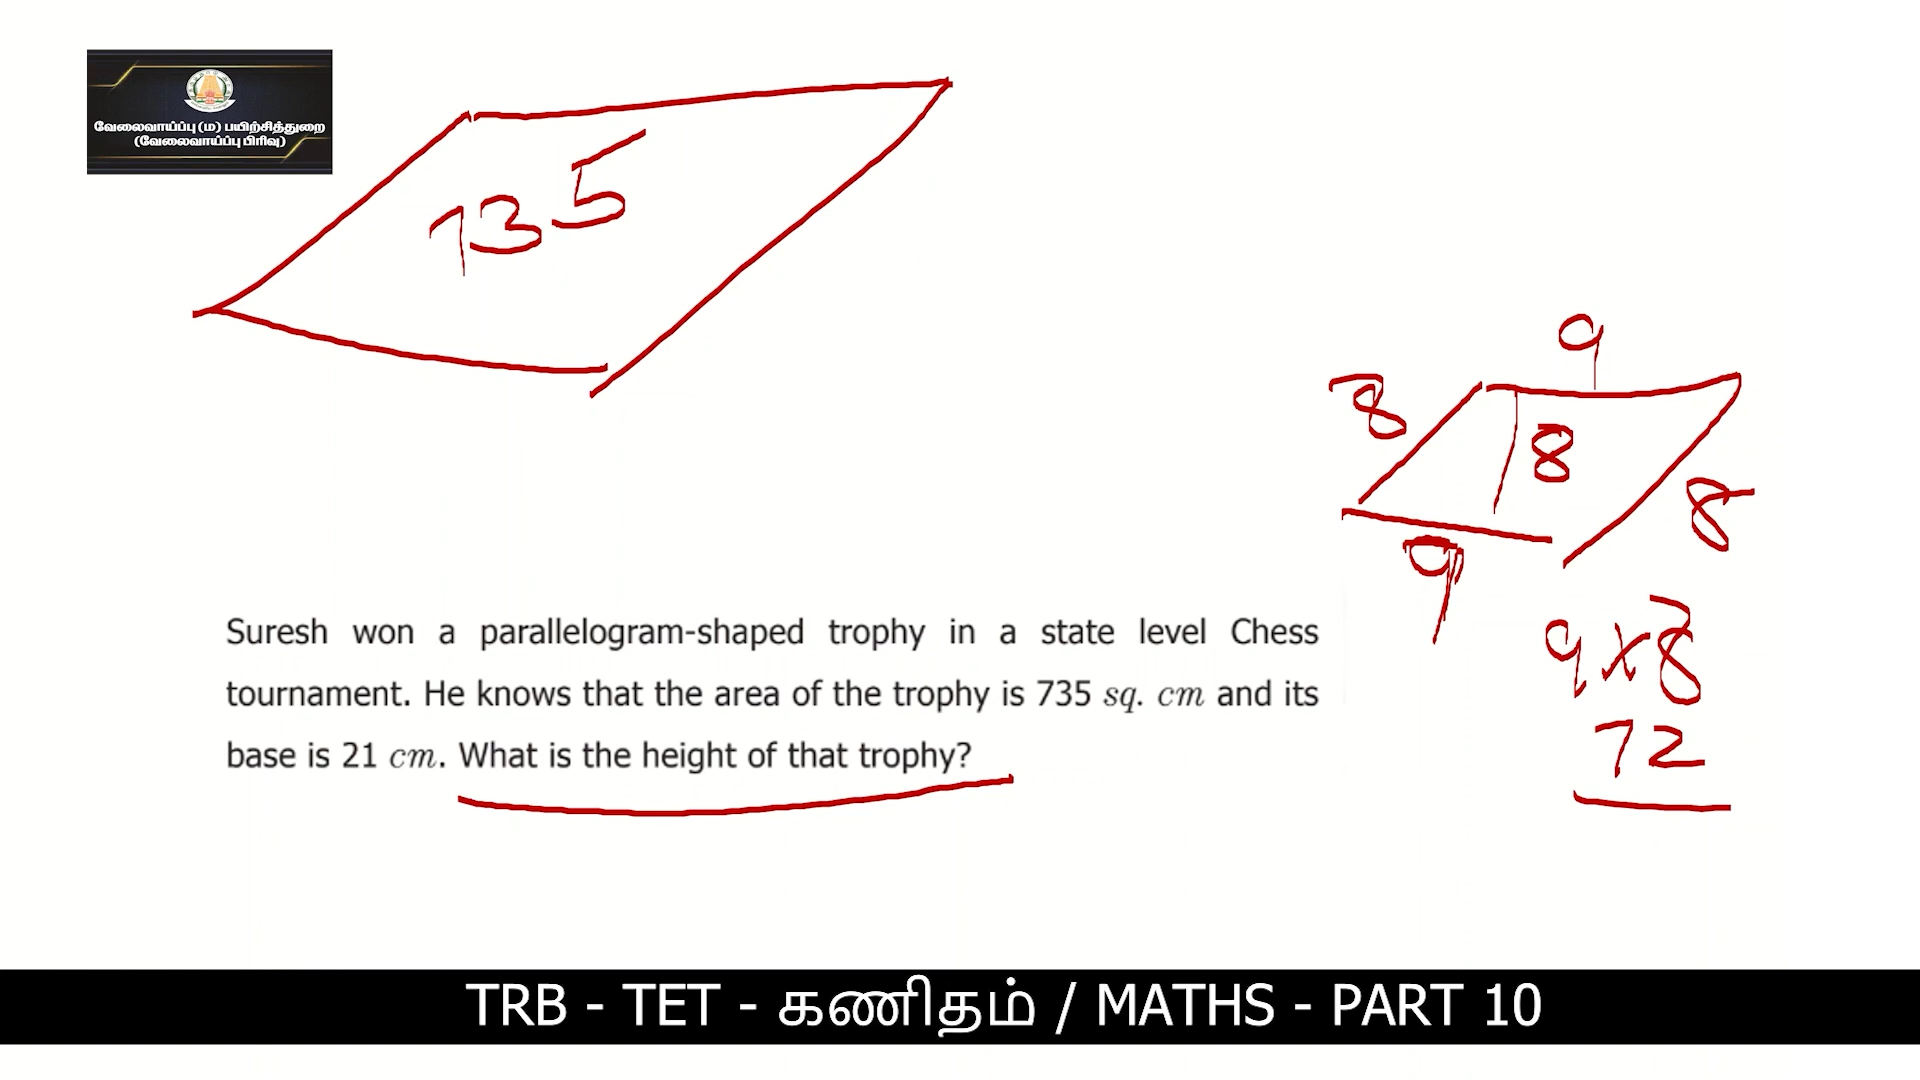 வேலைவாய்ப்பு (ம) பயிற்சித்துறை
(வேலைவாய்ப்பு பிரிவு)
735
9
8
8
8
9
9x8
72
Suresh won a parallelogram-shaped trophy in a state level Chess
tournament. He knows that the area of the trophy is 735 sq. cm and its
base is 21 cm. What is the height of that trophy?
TRB - TET - கணிதம் / MATHS - PART 10